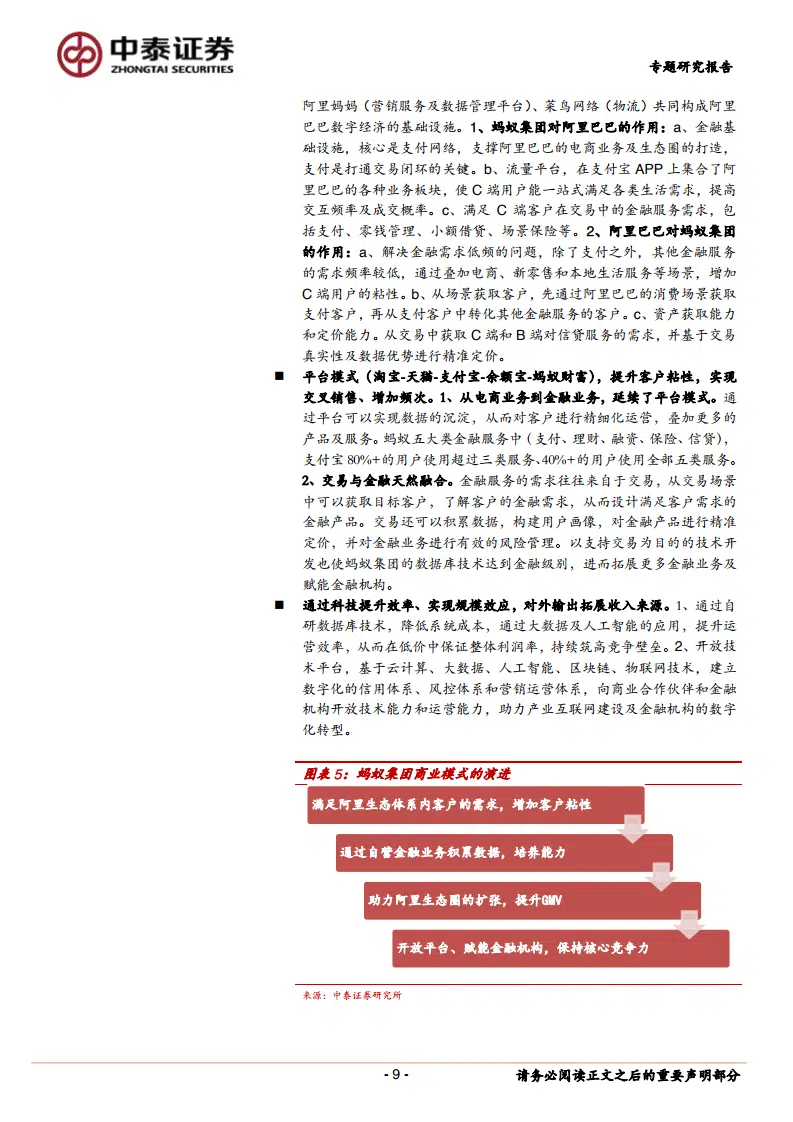 中泰证券
ZHONGTAI SECURITIES
专题研究报告
阿里妈妈（营销服务及数据管理平台）、菜鸟网络（物流）共同构成阿里
巴巴数字经济的基础设施。1、蚂蚁集团对阿里巴巴的作用：a、金融基
础设施，核心是支付网络，支撑阿里巴巴的电商业务及生态圈的打造，
支付是打通交易闭环的关键。b、流量平台，在支付宝 APP 上集合了阿
里巴巴的各种业务板块，使 C 端用户能一站式满足各类生活需求，提高
交互频率及成交概率。c、满足 C 端客户在交易中的金融服务需求，包
括支付、零钱管理、小额借贷、场景保险等。2、阿里巴巴对蚂蚁集团
的作用：a、解决金融需求低频的问题，除了支付之外，其他金融服务
的需求频率较低，通过叠加电商、新零售和本地生活服务等场景，增加
C 端用户的粘性。b、从场景获取客户，先通过阿里巴巴的消费场景获取
支付客户，再从支付客户中转化其他金融服务的客户。c、资产获取能力
和定价能力。从交易中获取 C 端和 B 端对信贷服务的需求，并基于交易
真实性及数据优势进行精准定价。
■ 平台模式（淘宝-天猫-支付宝-余额宝-蚂蚁财富），提升客户粘性，实现
交叉销售、增加频次。1、从电商业务到金融业务，延续了平台模式。通
过平台可以实现数据的沉淀，从而对客户进行精细化运营，叠加更多的
产品及服务。蚂蚁五大类金融服务中（支付、理财、融资、保险、信贷），
支付宝 80%+的用户使用超过三类服务、40%+的用户使用全部五类服务。
2、交易与金融天然融合。金融服务的需求往往来自于交易，从交易场景
中可以获取目标客户，了解客户的金融需求，从而设计满足客户需求的
金融产品。交易还可以积累数据，构建用户画像，对金融产品进行精准
定价，并对金融业务进行有效的风险管理。以支持交易为目的的技术开
发也使蚂蚁集团的数据库技术达到金融级别，进而拓展更多金融业务及
赋能金融机构。
■ 通过科技提升效率、实现规模效应，对外输出拓展收入来源。1、通过自
研数据库技术，降低系统成本，通过大数据及人工智能的应用，提升运
营效率，从而在低价中保证整体利润率，持续筑高竞争壁垒。2、开放技
术平台，基于云计算、大数据、人工智能、区块链、物联网技术，建立
数字化的信用体系、风控体系和营销运营体系，向商业合作伙伴和金融
机构开放技术能力和运营能力，助力产业互联网建设及金融机构的数字
化转型。
图表 5：蚂蚁集团商业模式的演进
满足阿里生态体系内客户的需求，增加客户粘性
通过自营金融业务积累数据，培养能力
助力阿里生态圈的扩张，提升GMV
开放平台、赋能金融机构，保持核心竞争力
来源：中泰证券研究所
- 9 -
请务必阅读正文之后的重要声明部分